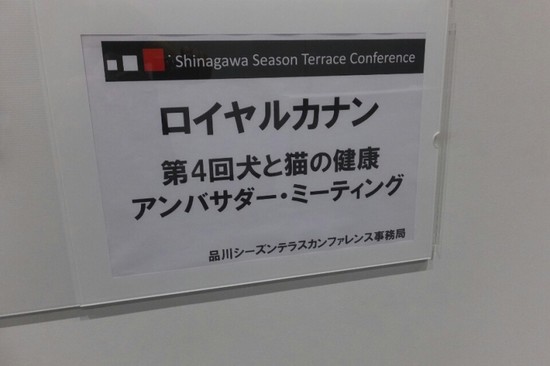 Shinagawa Season Terrace Conference
ロイヤルカナン
第4回犬と猫の健康
アンバサダー・ミーティング
品川シーズンテラスカンファレンス事務局